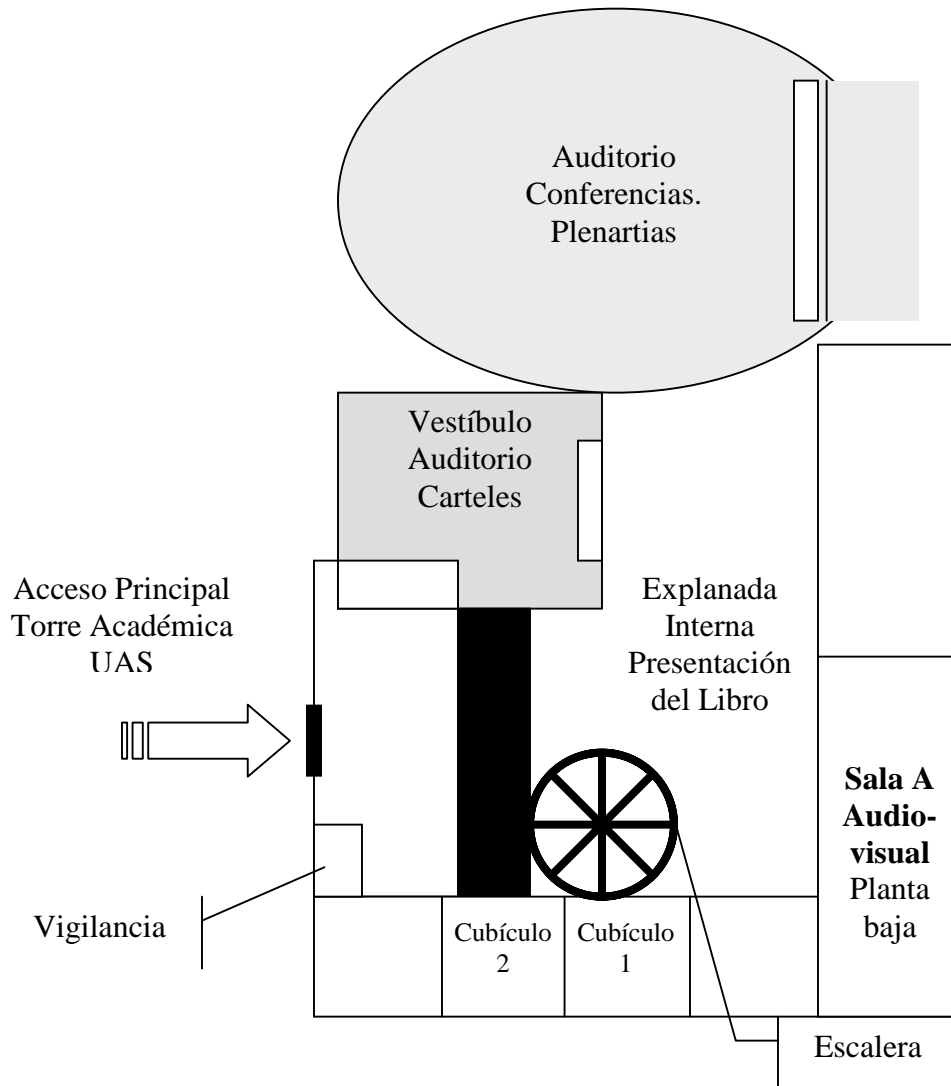 Auditorio
Conferencias.
Plenartias
Vestíbulo
Auditorio
Carteles
Acceso Principal
Torre Académica
UAS
Explanada
Interna
Presentación
del Libro
Sala A
Audio-
visual
Planta
baja
Vigilancia
Cubículo
2
Cubículo
1
Escalera